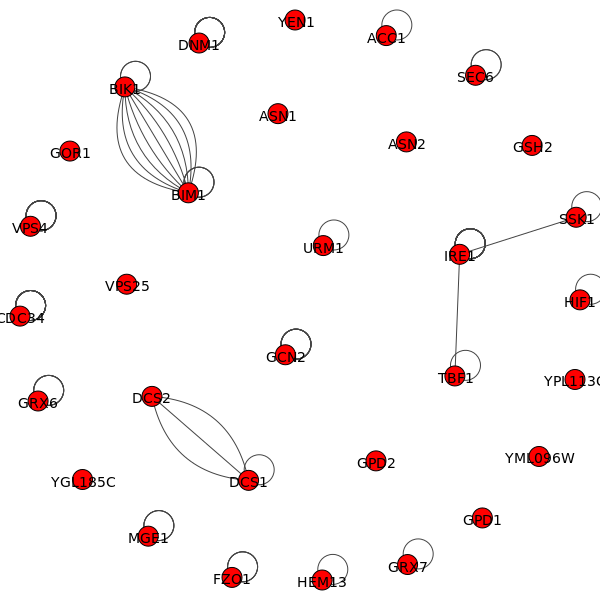 YEN1
DNM1
ACC1
SEC6
BIK1
ASN1
ASN2
GSH2
GOR1
BIM1
SSK1
VPS4
URM1
IRE1
VPS25
HIF1
CDC34
GCN2
TBF1
YPL113C
DCS2
GRX6
GPD2
YML096W
YGL185C
DCS1
GPD1
MGE1
GRX7
FZO1
HEM13